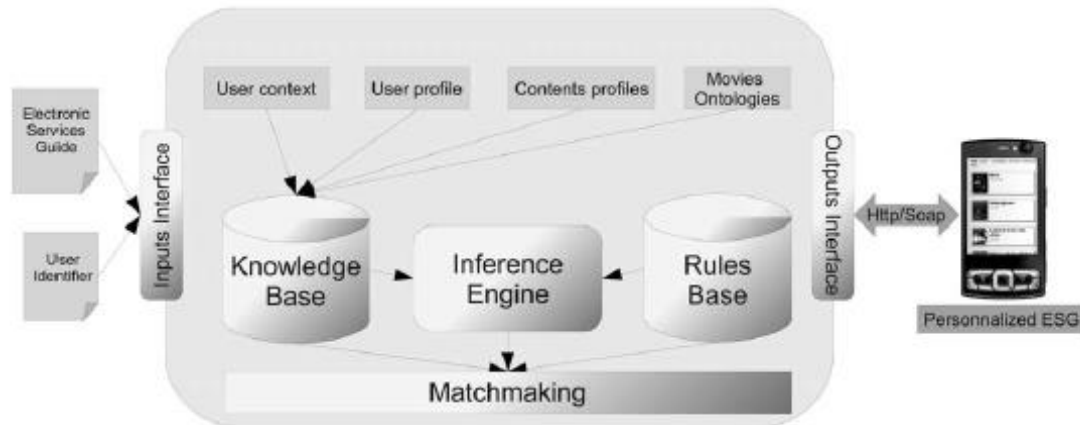 User context
User profile
Contents profiles
Movies
Ontologies
Electronic
Services
Guide
User
Identifier
Inputs Interface
Knowledge
Base
Inference
Engine
Rules
Base
Matchmaking
Outputs Interface
Http/Soap
Personnalized ESG